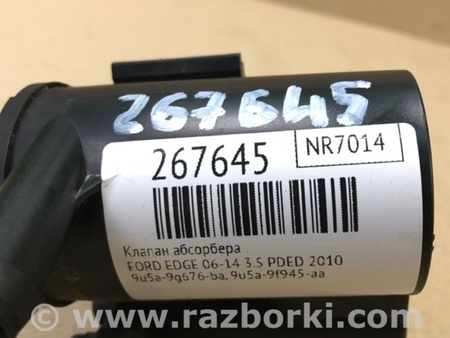 267645
267645
NR7014
Клапан абсорбера
FORD EDGE 06-14 3.5 PDED 2010
9u5a-9g676-ba, 9u5a-9f945-aa
© www.razborki.com